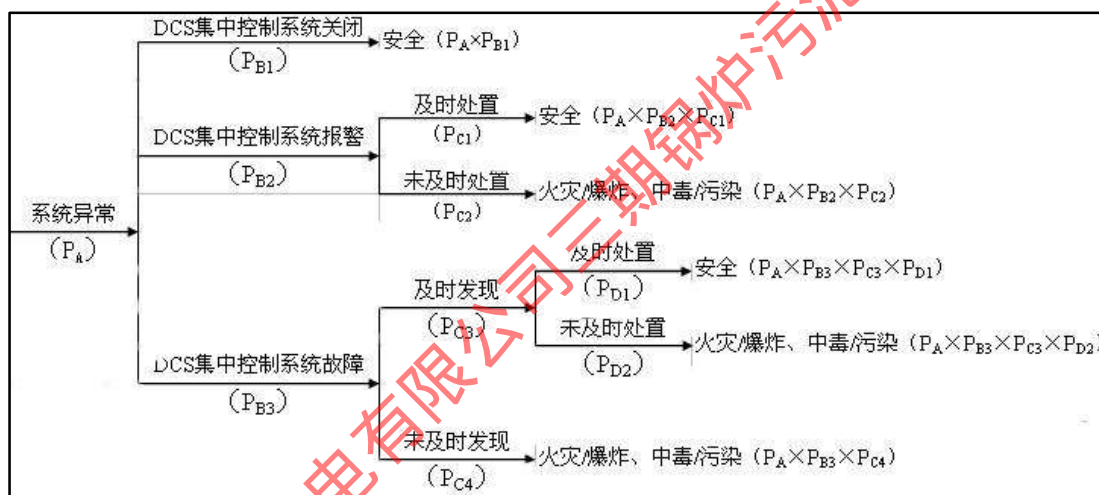 DCS集中控制系统关闭
(P_B1)
安全（P_A×P_B1）
DCS集中控制系统报警
(P_B2)
及时处置
(P_C1)
安全（P_A×P_B2×P_C1）
未及时处置
(P_C2)
火灾/爆炸、中毒/污染（P_A×P_B2×P_C2）
系统异常
(P_A)
DCS集中控制系统故障
(P_B3)
及时发现
(P_C3)
及时处置
(P_D1)
安全（P_A×P_B3×P_C3×P_D1）
未及时处置
(P_D2)
火灾/爆炸、中毒/污染（P_A×P_B3×P_C3×P_D2）
未及时发现
(P_C4)
火灾/爆炸、中毒/污染（P_A×P_B3×P_C4）
电有限公司三期锅炉污